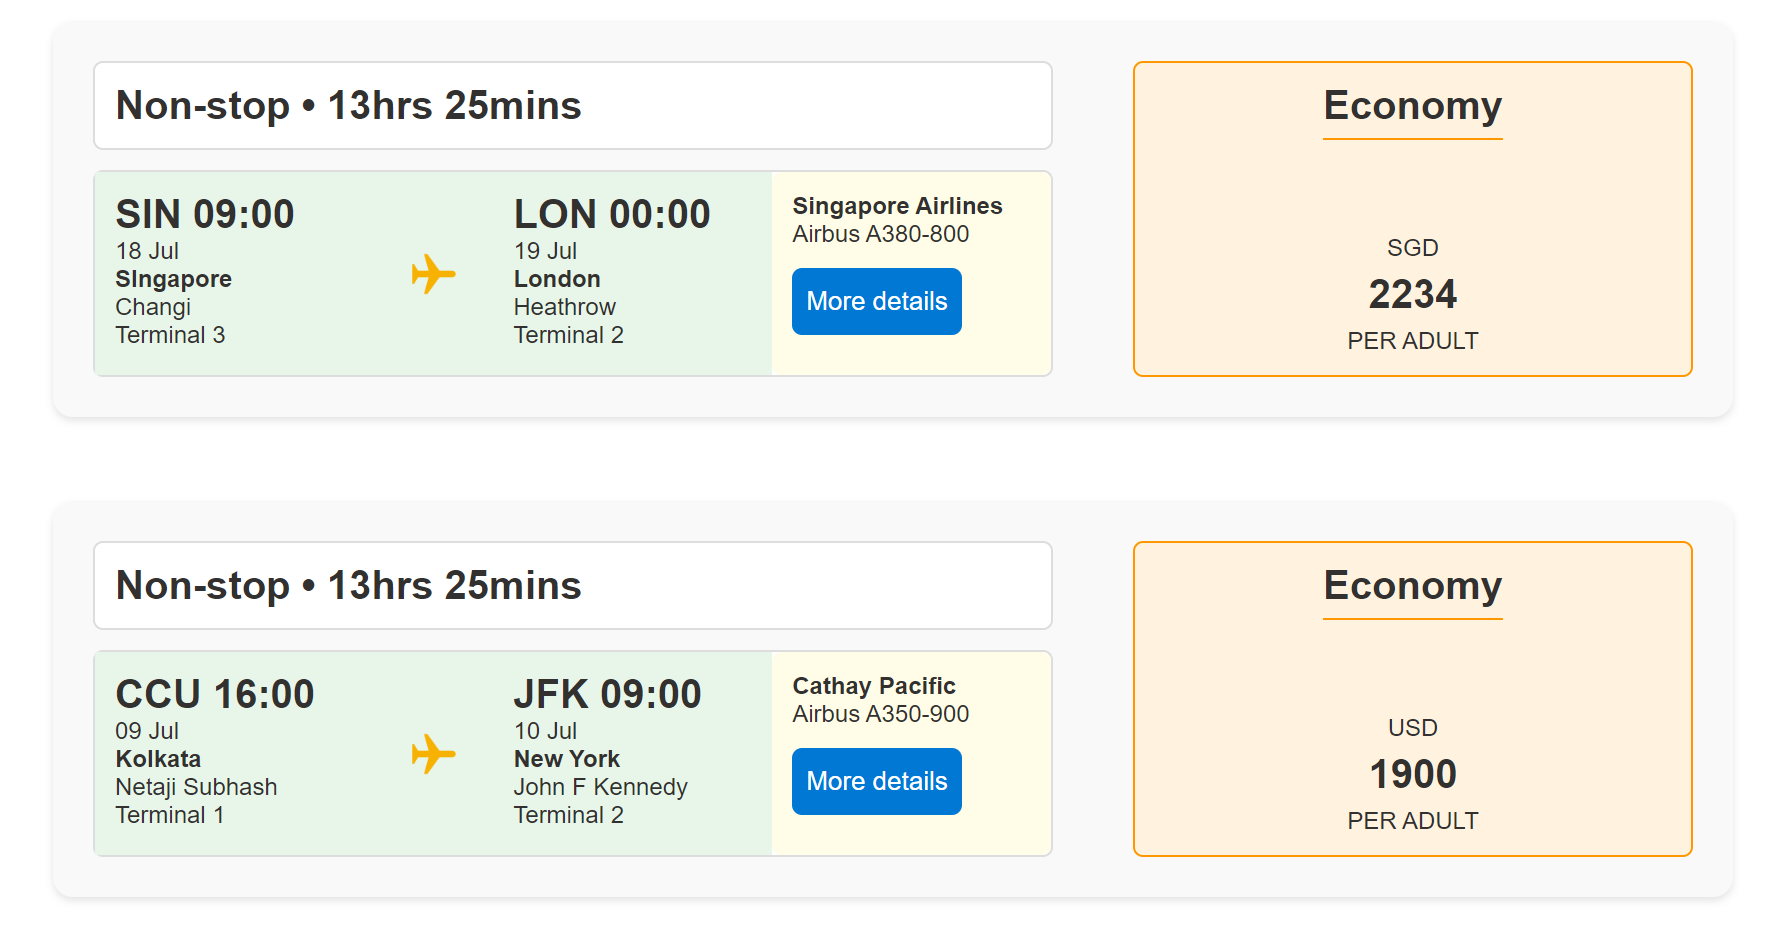 Non-stop • 13hrs 25mins
SIN 09:00
18 Jul
SIngapore
Changi
Terminal 3
LON 00:00
19 Jul
London
Heathrow
Terminal 2
Singapore Airlines
Airbus A380-800
More details
Economy
SGD
2234
PER ADULT
Non-stop • 13hrs 25mins
CCU 16:00
09 Jul
Kolkata
Netaji Subhash
Terminal 1
JFK 09:00
10 Jul
New York
John F Kennedy
Terminal 2
Cathay Pacific
Airbus A350-900
More details
Economy
USD
1900
PER ADULT